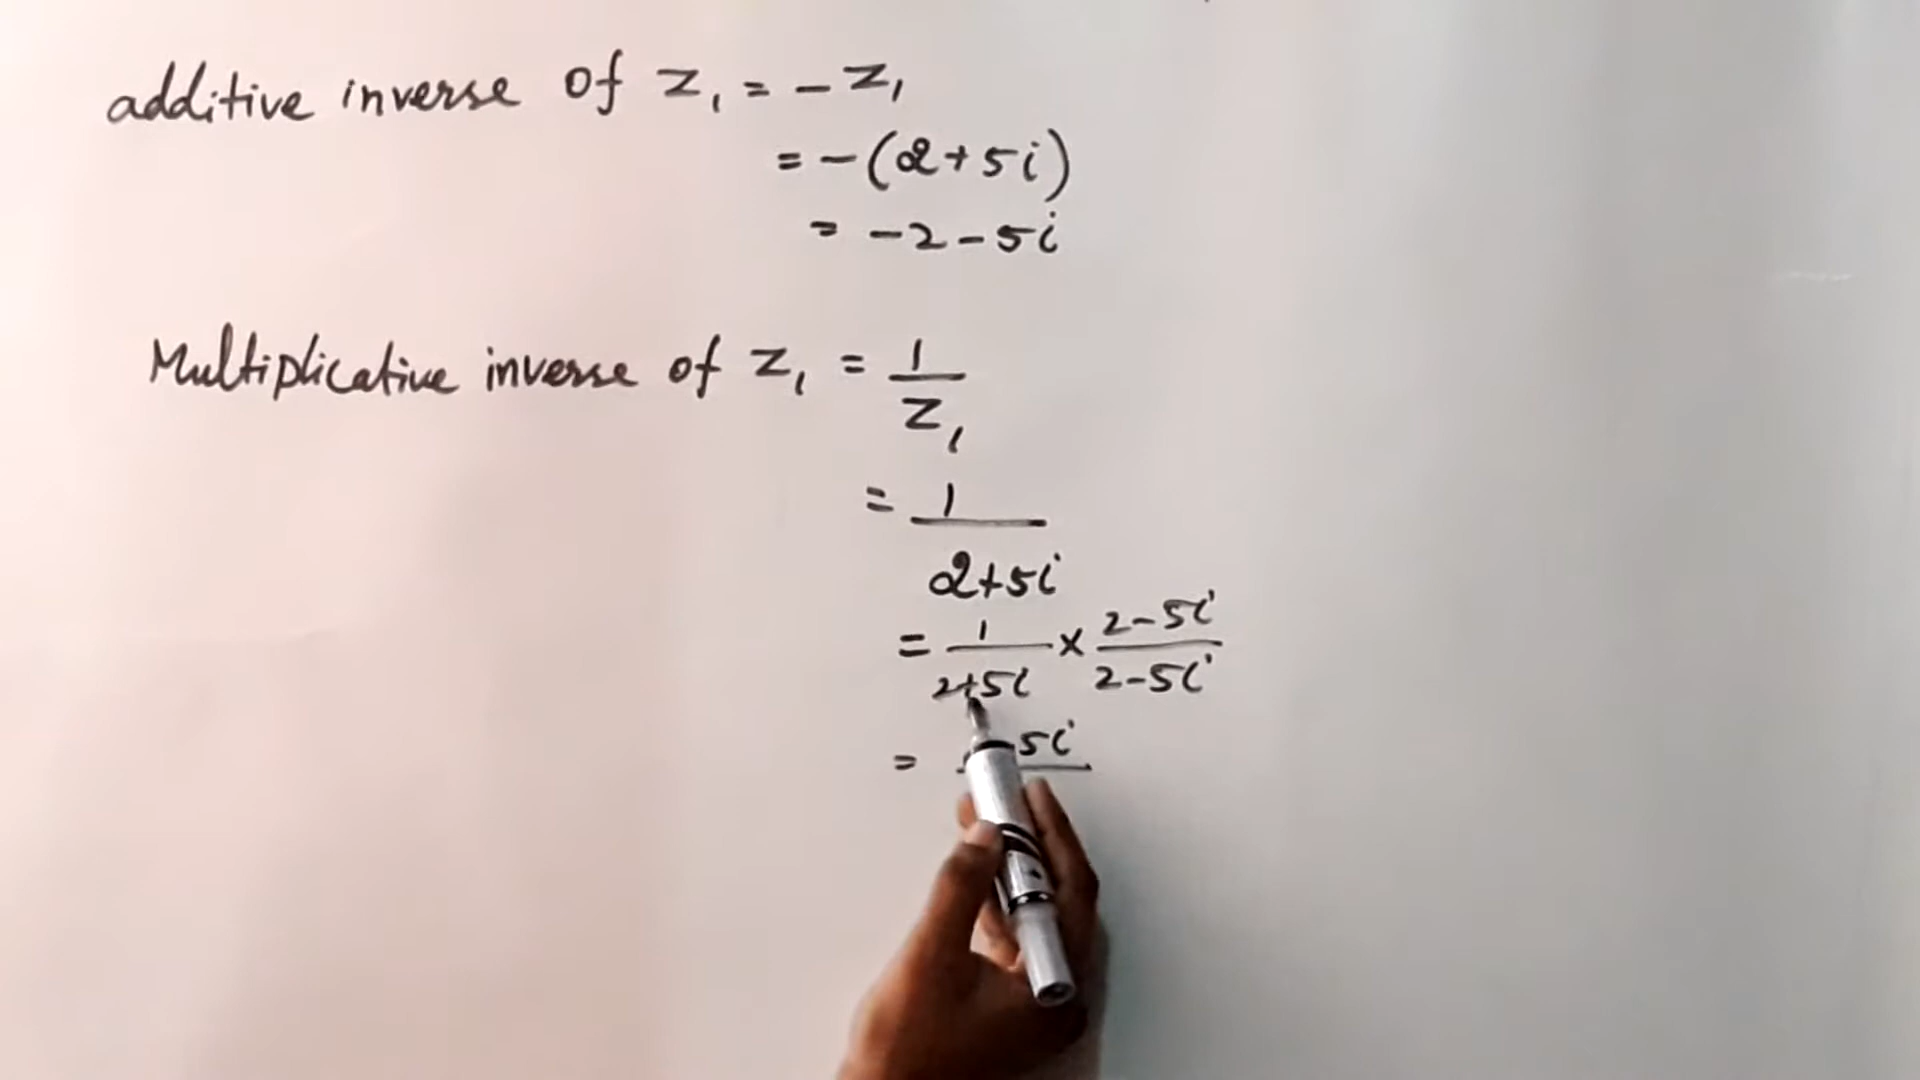 additive inverse of z₁ = -z₁
= -(2+5i)
= -2-5i
Multiplicative inverse of z₁ = 1/z₁
= 1/2+5i
= 1/2+5i × 2-5i/2-5i
= -5i